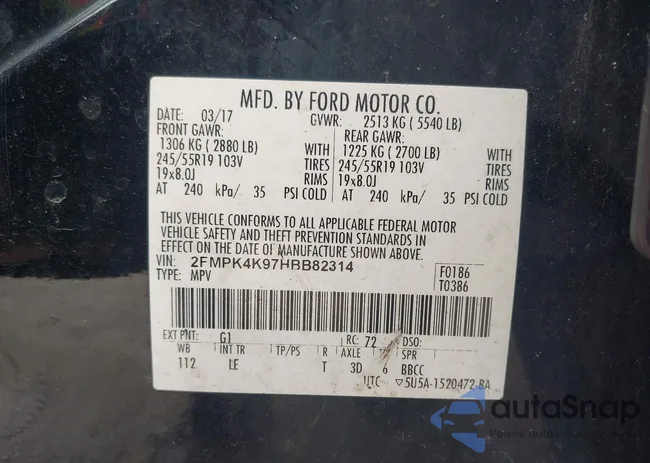 MFD. BY FORD MOTOR CO.
DATE: 03/17 GVWR: 2513 KG ( 5540 LB)
FRONT GAWR: REAR GAWR:
1306 KG ( 2880 LB) WITH 1225 KG ( 2700 LB) WITH
245/55R19 103V TIRES 245/55R19 103V TIRES
19x8.0J RIMS 19x8.0J RIMS
AT 240 kPa/ 35 PSI COLD AT 240 kPa/ 35 PSI COLD
THIS VEHICLE CONFORMS TO ALL APPLICABLE FEDERAL MOTOR
VEHICLE SAFETY AND THEFT PREVENTION STANDARDS IN
EFFECT ON THE DATE OF MANUFACTURE SHOWN ABOVE.
VIN: 2FMPK4K97HBB82314 F0186
TYPE: MPV T0386
EXT PNT: G1 RC: 72 DSO:
WB INT TR TP/PS R AXLE TR SPR
112 LE T 3D 6 BBCC
UTC ▽5U5A-1520472-BA
autoSnap